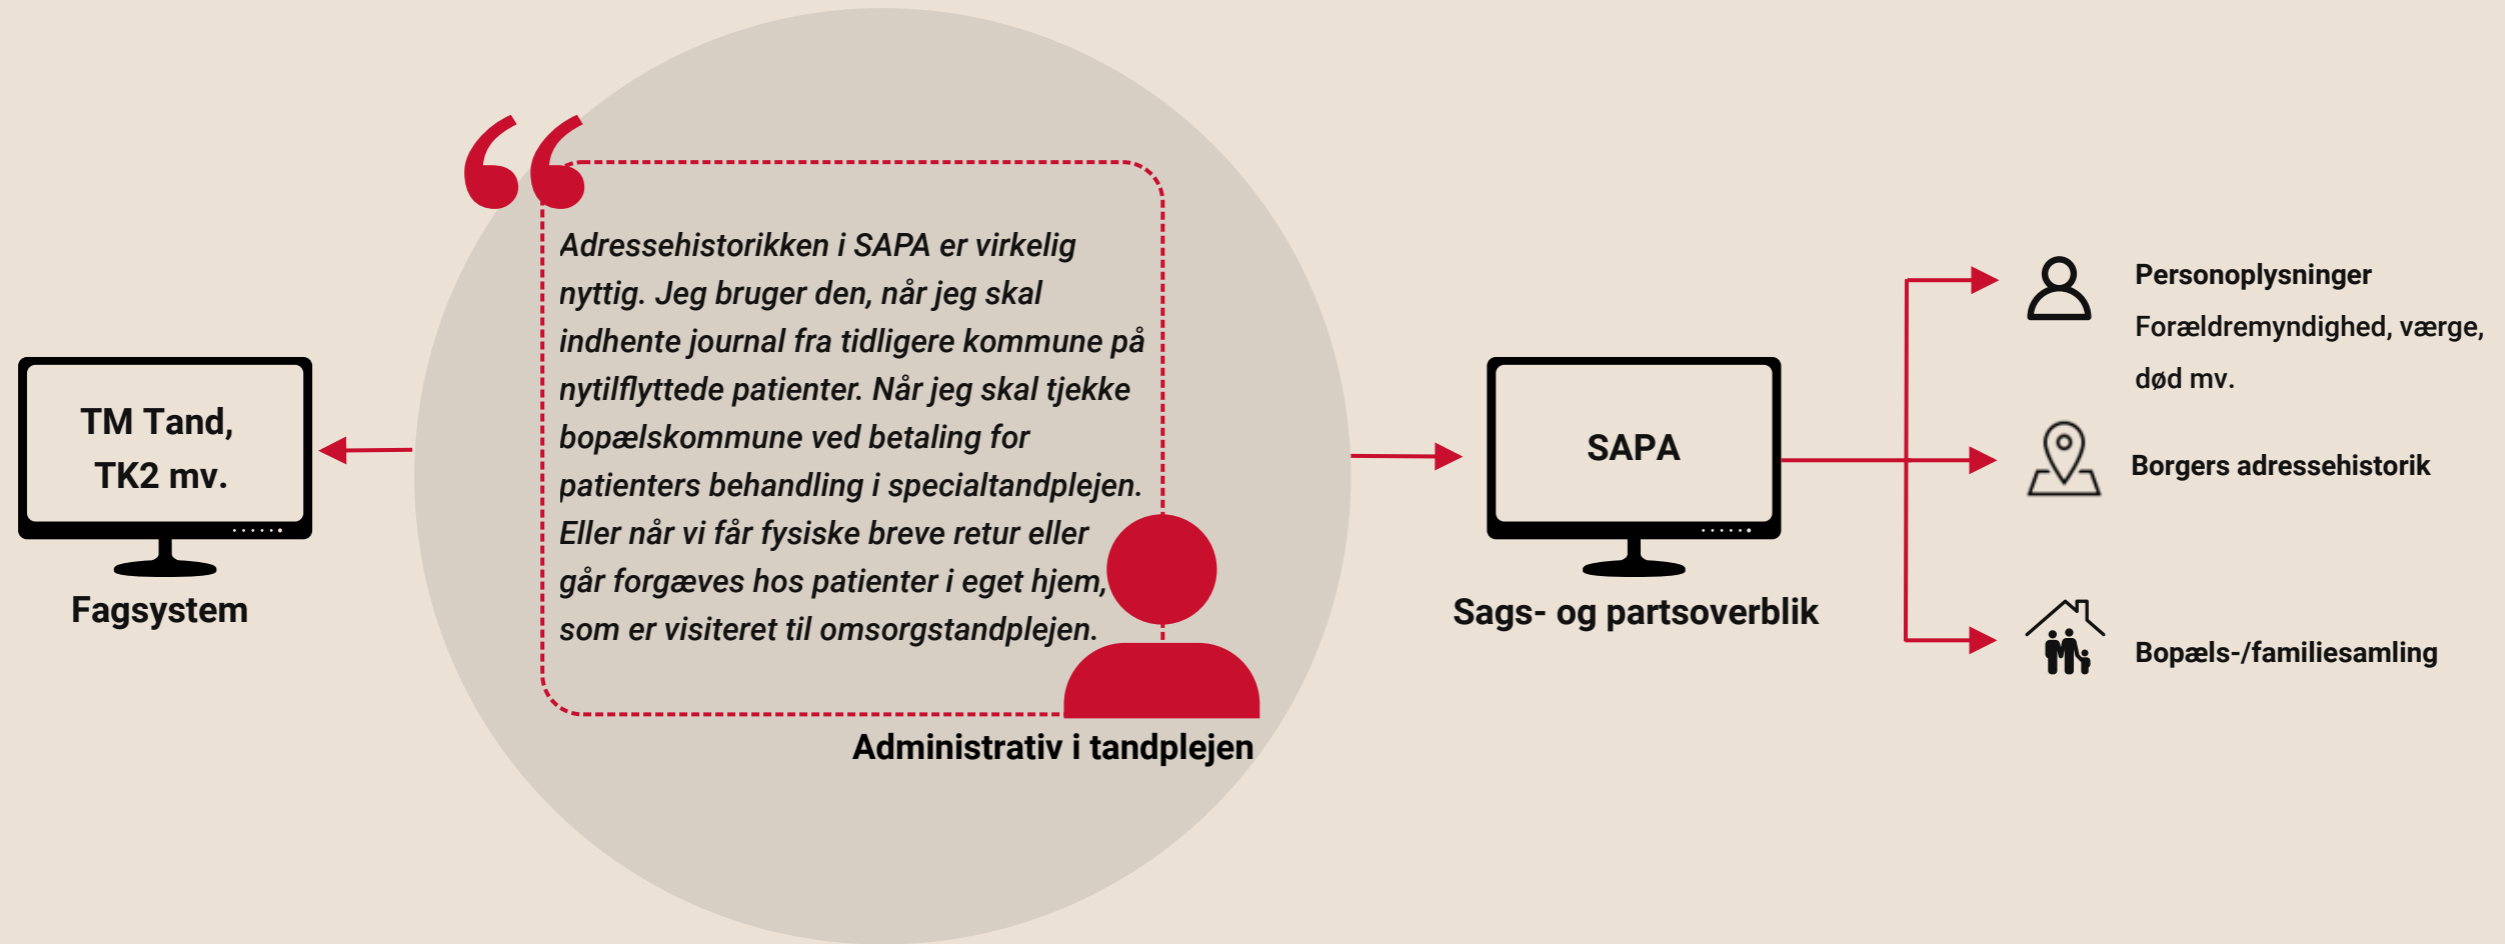 TM Tand,
TK2 mv.
Fagsystem
Adressehistorikken i SAPA er virkelig
nyttig. Jeg bruger den, når jeg skal
indhente journal fra tidligere kommune på
nytilflyttede patienter. Når jeg skal tjekke
bopælskommune ved betaling for
patienters behandling i specialtandplejen.
Eller når vi får fysiske breve retur eller
går forgæves hos patienter i eget hjem,
som er visiteret til omsorgstandplejen.
Administrativ i tandplejen
SAPA
Sags- og partsoverblik
Personoplysninger
Forældremyndighed, værge,
død mv.
Borgers adressehistorik
Bopæls-/familiesamling